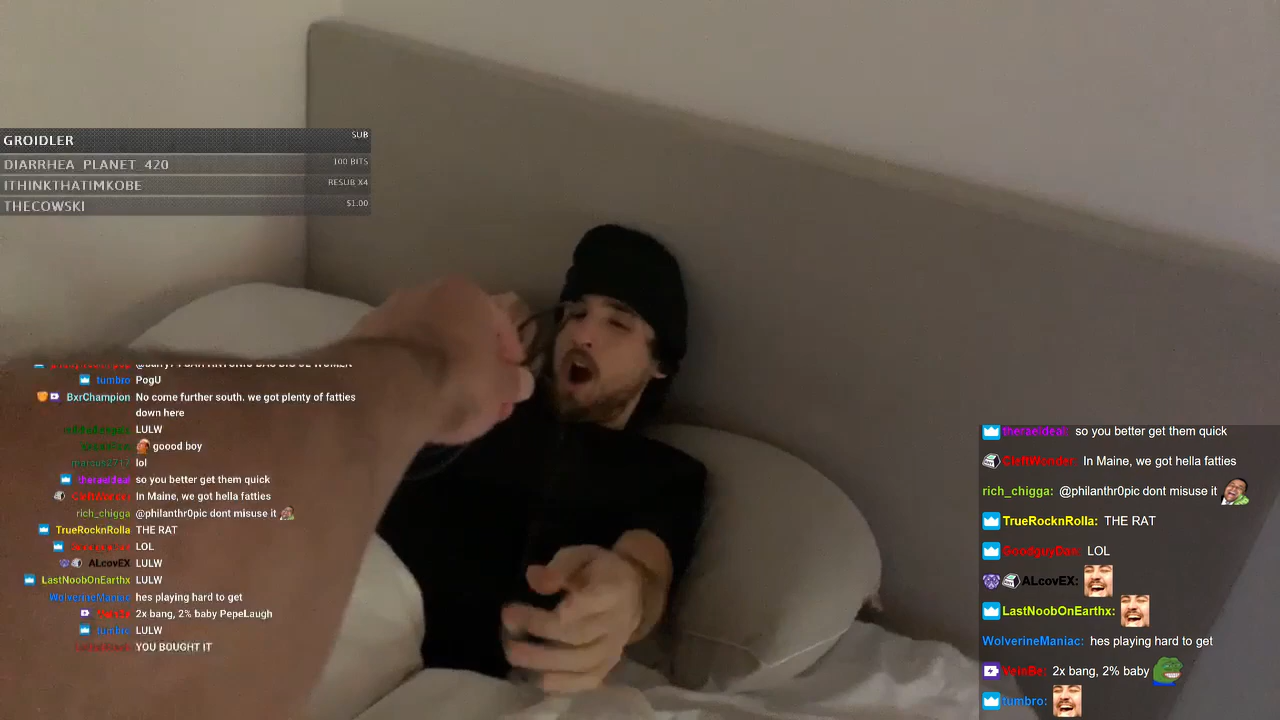 GROIDLER SUB
DIARRHEA PLANET 420 100 BITS
ITHINKTHATIMKOBE RESUB X4
THECOWSKI $1.00
tumbro PogU
BxrChampion No come further south. we got plenty of fatties
down here
LULW
goood boy
lol
theraeldeal so you better get them quick
CleftWonder In Maine, we got hella fatties
rich_chigga @philanthr0pic dont misuse it
TrueRocknRolla THE RAT
LOL
ALcovEX LULW
LastNoobOnEarthx LULW
WolverineManiac hes playing hard to get
VeinBe 2x bang, 2% baby PepeLaugh
tumbro LULW
YOU BOUGHT IT
theraeldeal: so you better get them quick
CleftWonder: In Maine, we got hella fatties
rich_chigga: @philanthr0pic dont misuse it
TrueRocknRolla: THE RAT
GoodguyDan: LOL
ALcovEX:
LastNoobOnEarthx:
WolverineManiac: hes playing hard to get
VeinBe: 2x bang, 2% baby
tumbro: